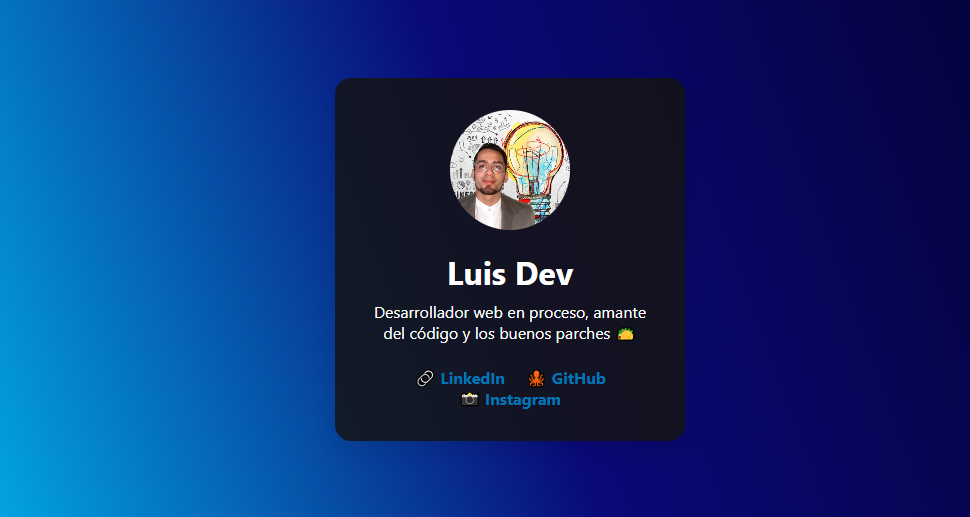 Luis Dev
Desarrollador web en proceso, amante
del código y los buenos parches 🌮
🔗 LinkedIn 🐙 GitHub
📷 Instagram